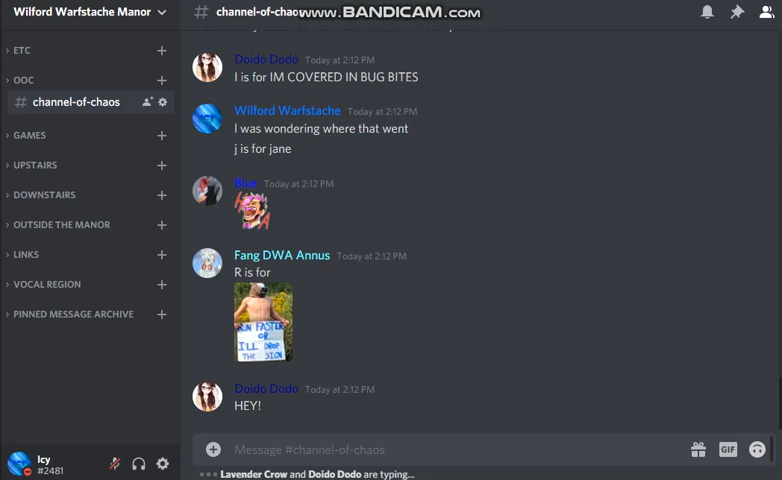 Wilford Warfstache Manor
# channel-of-chao
www.BANDICAM.com
ETC
OOC
# channel-of-chaos
GAMES
UPSTAIRS
DOWNSTAIRS
OUTSIDE THE MANOR
LINKS
VOCAL REGION
PINNED MESSAGE ARCHIVE
Icy
#2481
Doido Dodo Today at 2:12 PM
I is for IM COVERED IN BUG BITES
Wilford Warfstache Today at 2:12 PM
I was wondering where that went
j is for jane
Blue Today at 2:12 PM
Fang DWA Annus Today at 2:12 PM
R is for
RUN FASTER
OR
ILL DROP
THE SIGN
Doido Dodo Today at 2:12 PM
HEY!
Message #channel-of-chaos
GIF
Lavender Crow and Doido Dodo are typing...